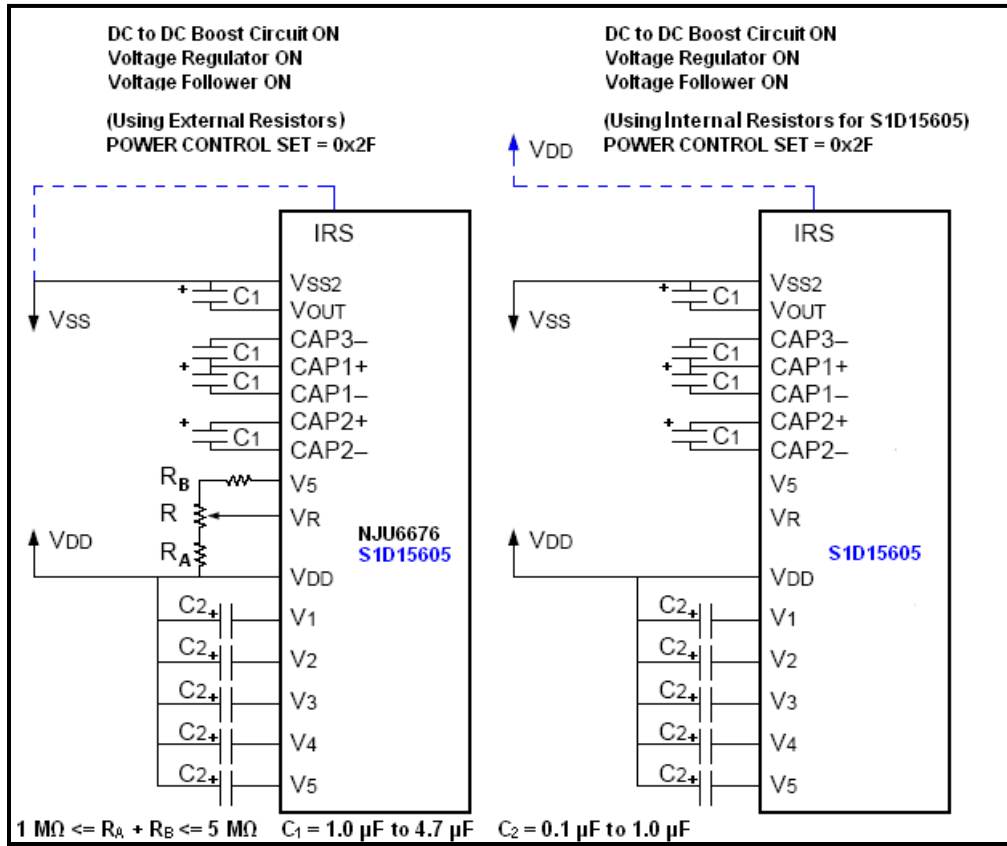 DC to DC Boost Circuit ON
Voltage Regulator ON
Voltage Follower ON
(Using External Resistors)
POWER CONTROL SET = 0x2F
IRS
VSS2
VOUT
CAP3–
CAP1+
CAP1–
CAP2+
CAP2–
V5
VR
VDD
V1
V2
V3
V4
V5
NJU6676
S1D15605
VSS
VDD
+ C1
C1
+ C1
+ C1
RB
R
RA
C2+
C2+
C2+
C2+
C2+
DC to DC Boost Circuit ON
Voltage Regulator ON
Voltage Follower ON
(Using Internal Resistors for S1D15605)
POWER CONTROL SET = 0x2F
VDD
IRS
VSS2
VOUT
CAP3–
CAP1+
CAP1–
CAP2+
CAP2–
V5
VR
VDD
V1
V2
V3
V4
V5
S1D15605
VSS
VDD
+ C1
C1
+ C1
+ C1
C2+
C2+
C2+
C2+
C2+
1 MΩ <= RA + RB <= 5 MΩ C1 = 1.0 µF to 4.7 µF C2 = 0.1 µF to 1.0 µF